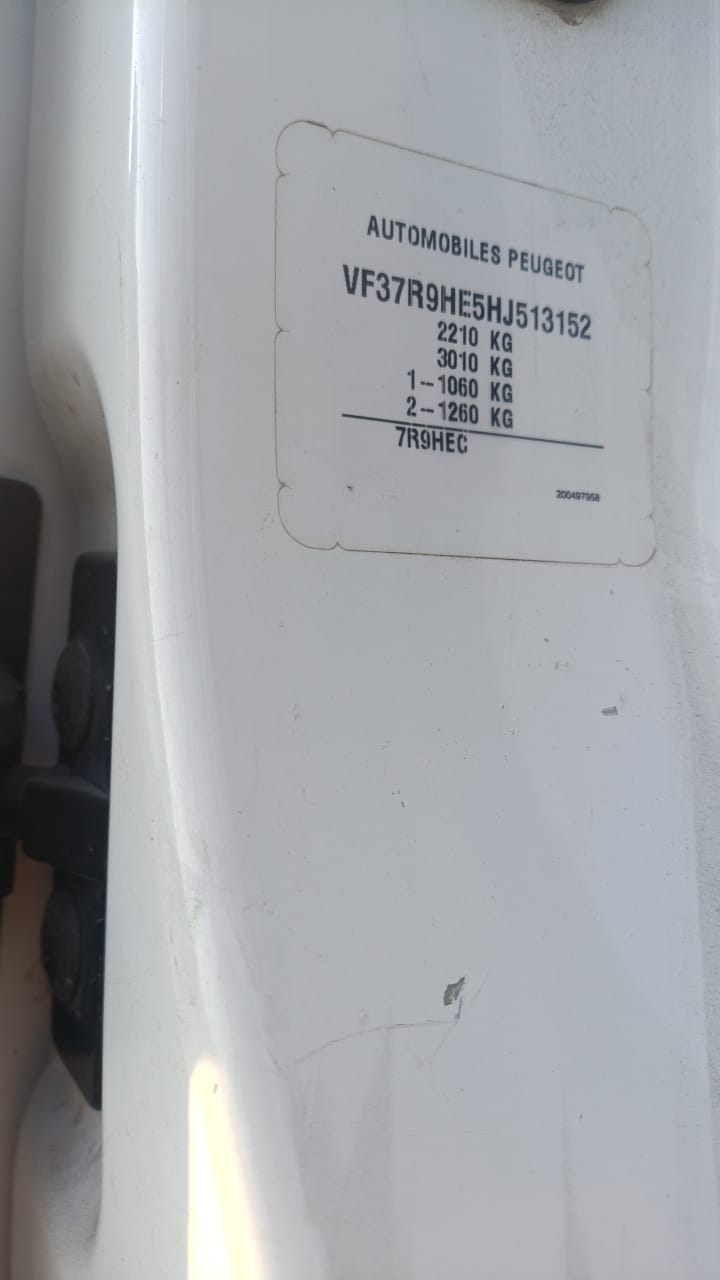 AUTOMOBILES PEUGEOT
VF37R9HE5HJ513152
2210 KG
3010 KG
1--1060 KG
2--1260 KG
7R9HEC
200497958